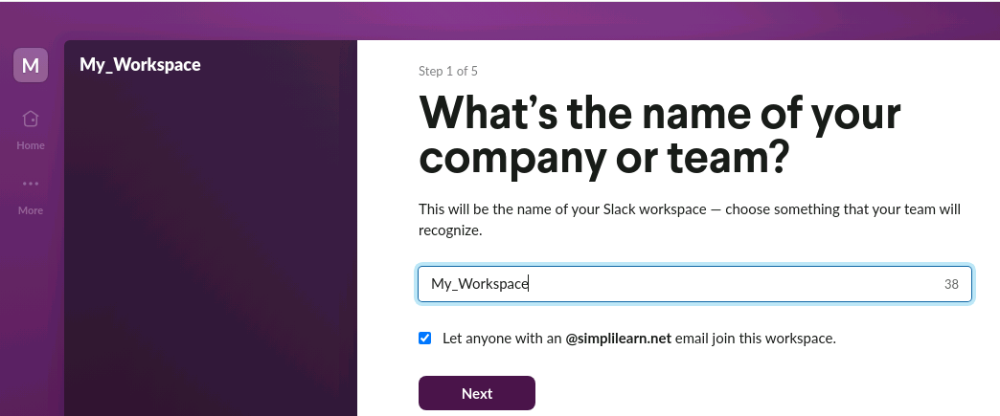 M
My_Workspace
Home
More
Step 1 of 5
What’s the name of your
company or team?
This will be the name of your Slack workspace — choose something that your team will
recognize.
My_Workspace 38
Let anyone with an @simplilearn.net email join this workspace.
Next